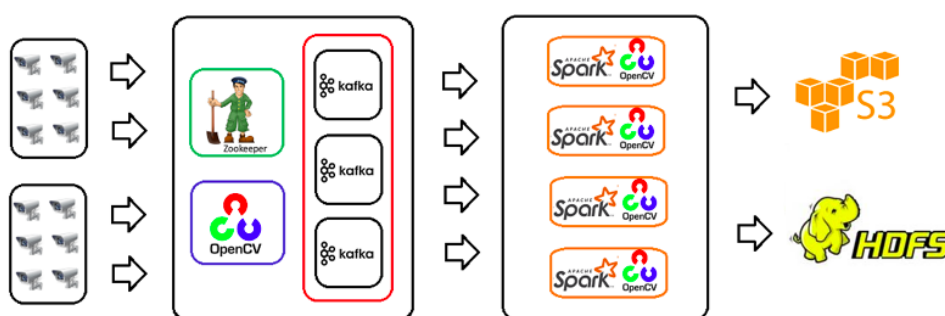 Zookeeper
OpenCV
kafka
kafka
kafka
APACHE
Spark
OpenCV
APACHE
Spark
OpenCV
APACHE
Spark
OpenCV
APACHE
Spark
OpenCV
S3
HDFS